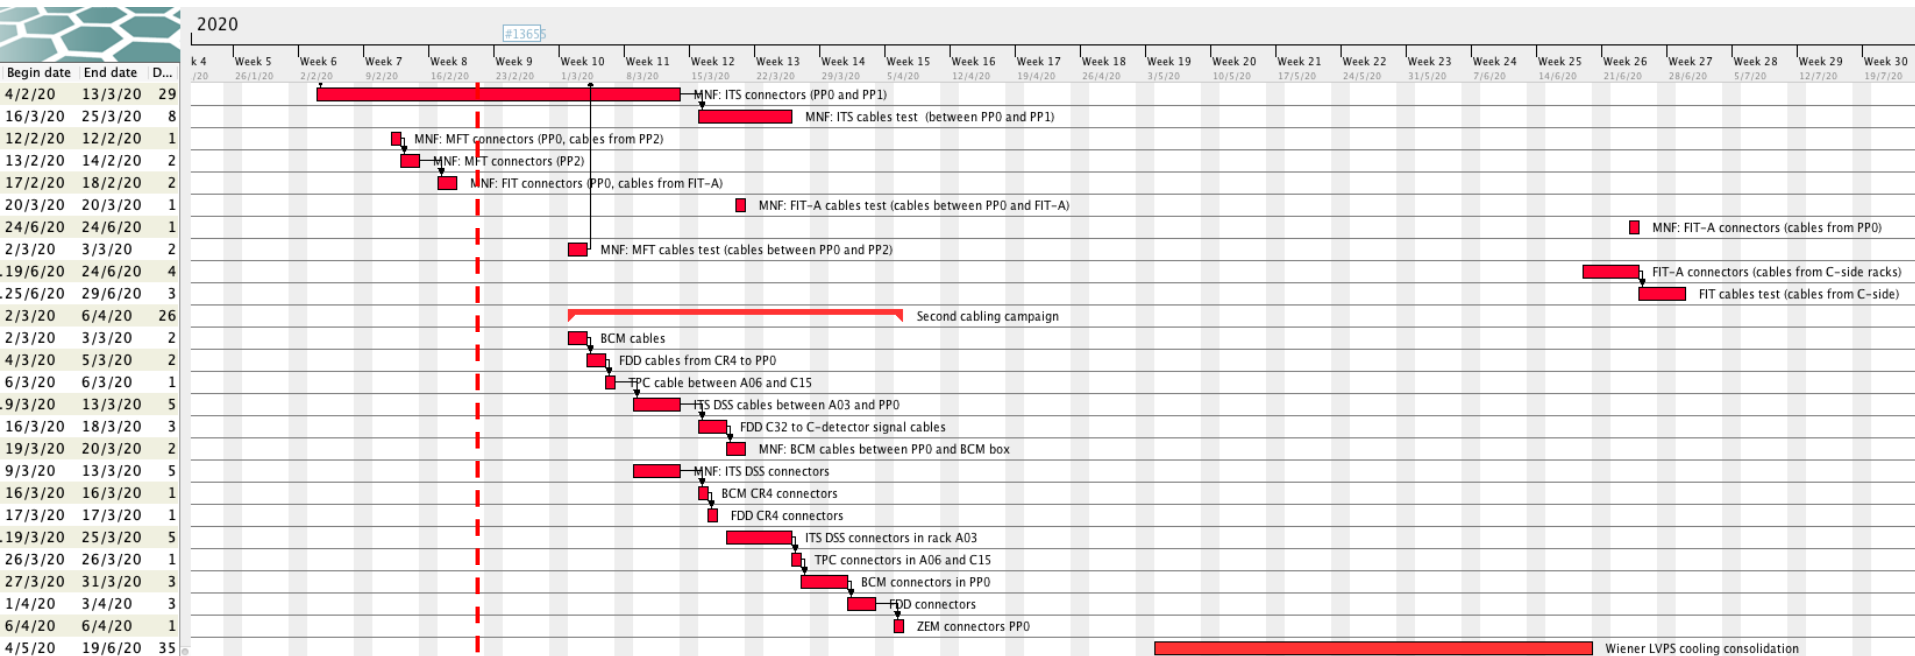 2020
#13655
Begin date End date D...
k 4 Week 5 Week 6 Week 7 Week 8 Week 9 Week 10 Week 11 Week 12 Week 13 Week 14 Week 15 Week 16 Week 17 Week 18 Week 19 Week 20 Week 21 Week 22 Week 23 Week 24 Week 25 Week 26 Week 27 Week 28 Week 29 Week 30
/20 26/1/20 2/2/20 9/2/20 16/2/20 23/2/20 1/3/20 8/3/20 15/3/20 22/3/20 29/3/20 5/4/20 12/4/20 19/4/20 26/4/20 3/5/20 10/5/20 17/5/20 24/5/20 31/5/20 7/6/20 14/6/20 21/6/20 28/6/20 5/7/20 12/7/20 19/7/20
4/2/20 13/3/20 29 MNF: ITS connectors (PP0 and PP1)
16/3/20 25/3/20 8 MNF: ITS cables test (between PP0 and PP1)
12/2/20 12/2/20 1 MNF: MFT connectors (PP0, cables from PP2)
13/2/20 14/2/20 2 MNF: MFT connectors (PP2)
17/2/20 18/2/20 2 MNF: FIT connectors (PP0, cables from FIT-A)
20/3/20 20/3/20 1 MNF: FIT-A cables test (cables between PP0 and FIT-A)
24/6/20 24/6/20 1 MNF: FIT-A connectors (cables from PP0)
2/3/20 3/3/20 2 MNF: MFT cables test (cables between PP0 and PP2)
.19/6/20 24/6/20 4 FIT-A connectors (cables from C-side racks)
.25/6/20 29/6/20 3 FIT cables test (cables from C-side)
2/3/20 6/4/20 26 Second cabling campaign
2/3/20 3/3/20 2 BCM cables
4/3/20 5/3/20 2 FDD cables from CR4 to PP0
6/3/20 6/3/20 1 TPC cable between A06 and C15
.9/3/20 13/3/20 5 ITS DSS cables between A03 and PP0
16/3/20 18/3/20 3 FDD C32 to C-detector signal cables
19/3/20 20/3/20 2 MNF: BCM cables between PP0 and BCM box
9/3/20 13/3/20 5 MNF: ITS DSS connectors
16/3/20 16/3/20 1 BCM CR4 connectors
17/3/20 17/3/20 1 FDD CR4 connectors
.19/3/20 25/3/20 5 ITS DSS connectors in rack A03
26/3/20 26/3/20 1 TPC connectors in A06 and C15
27/3/20 31/3/20 3 BCM connectors in PP0
1/4/20 3/4/20 3 FDD connectors
6/4/20 6/4/20 1 ZEM connectors PP0
4/5/20 19/6/20 35 Wiener LVPS cooling consolidation